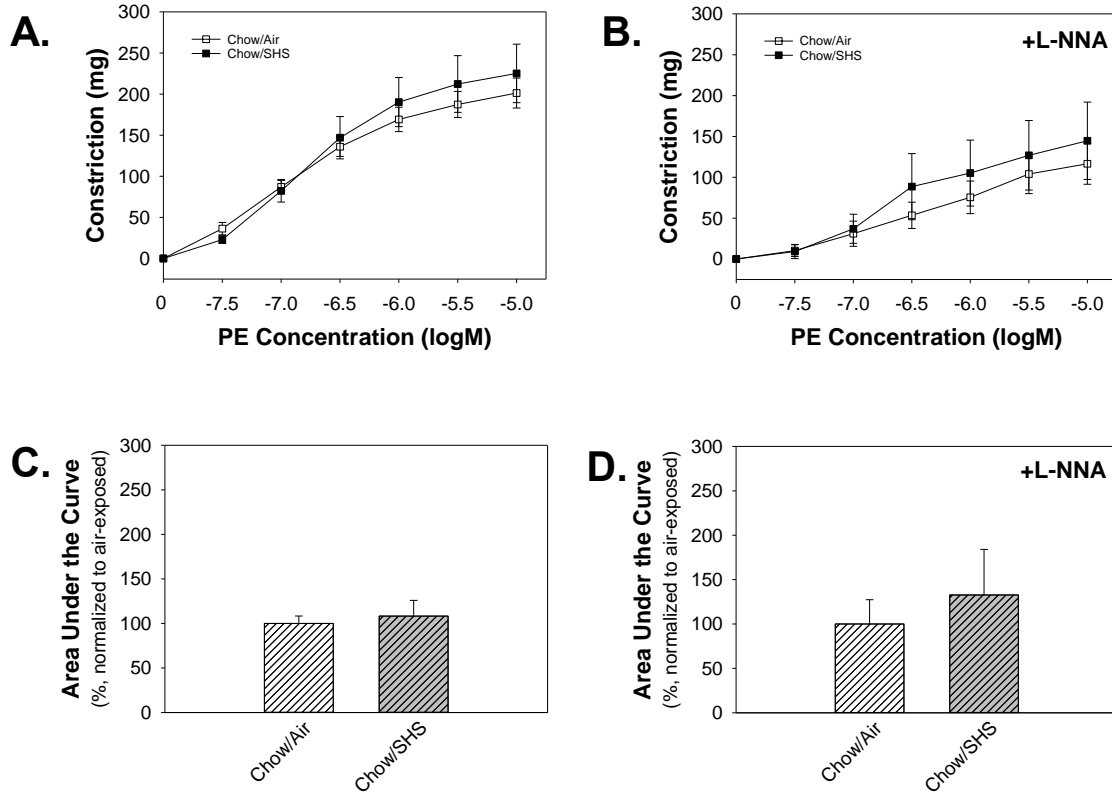 A.
300
250
200
150
100
50
0
Constriction (mg)
Chow/Air
Chow/SHS
0 -7.5 -7.0 -6.5 -6.0 -5.5 -5.0
PE Concentration (logM)
B.
+L-NNA
300
250
200
150
100
50
0
Constriction (mg)
Chow/Air
Chow/SHS
0 -7.5 -7.0 -6.5 -6.0 -5.5 -5.0
PE Concentration (logM)
C.
300
250
200
150
100
50
0
Area Under the Curve
(%, normalized to air-exposed)
Chow/Air
Chow/SHS
D.
+L-NNA
300
250
200
150
100
50
0
Area Under the Curve
(%, normalized to air-exposed)
Chow/Air
Chow/SHS